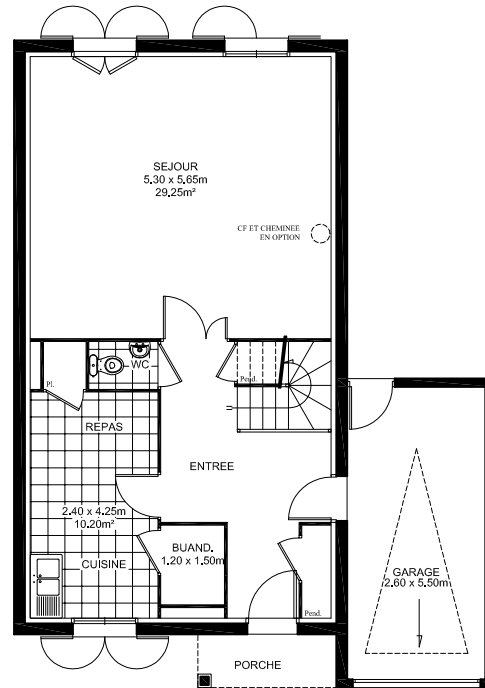 SEJOUR
5.30 x 5.65m
29.25m²
CF ET CHEMINEE
EN OPTION
WC
Pl.
Pend.
REPAS
ENTREE
2.40 x 4.25m
10.20m²
BUAND.
1.20 x 1.50m
CUISINE
GARAGE
2.60 x 5.50m
Pend.
PORCHE